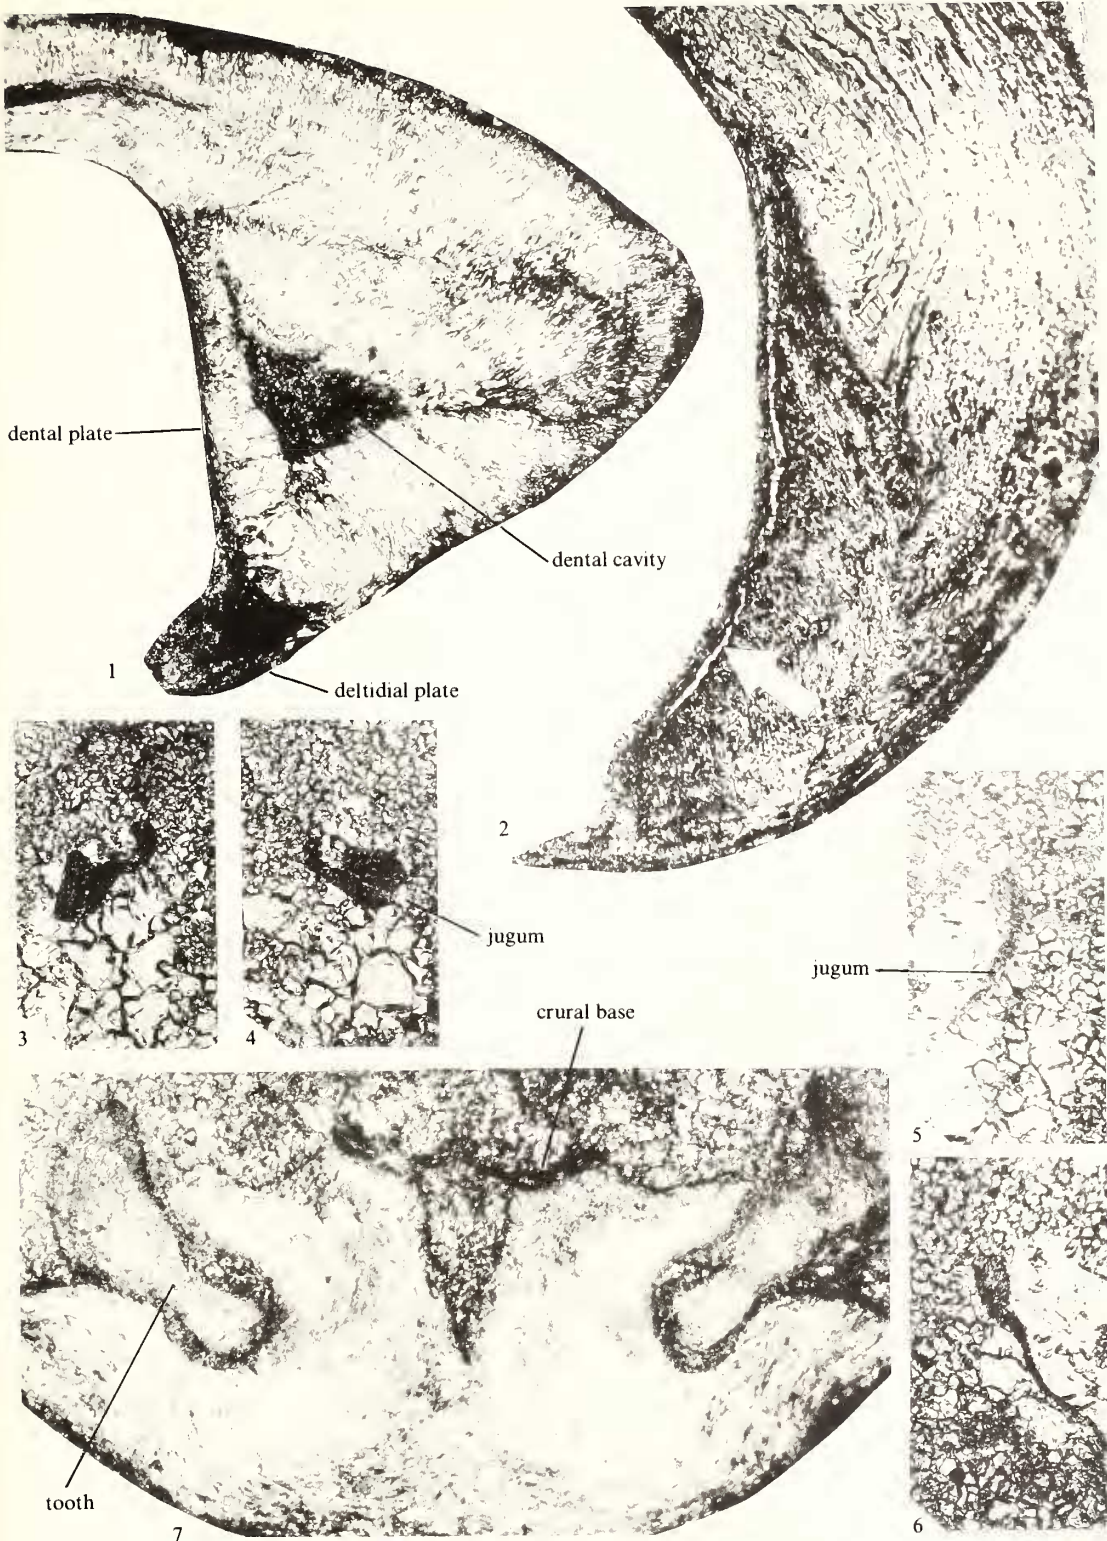 dental plate
dental cavity
1
deltidial plate
2
3
4
jugum
jugum
crural base
5
tooth
7
6